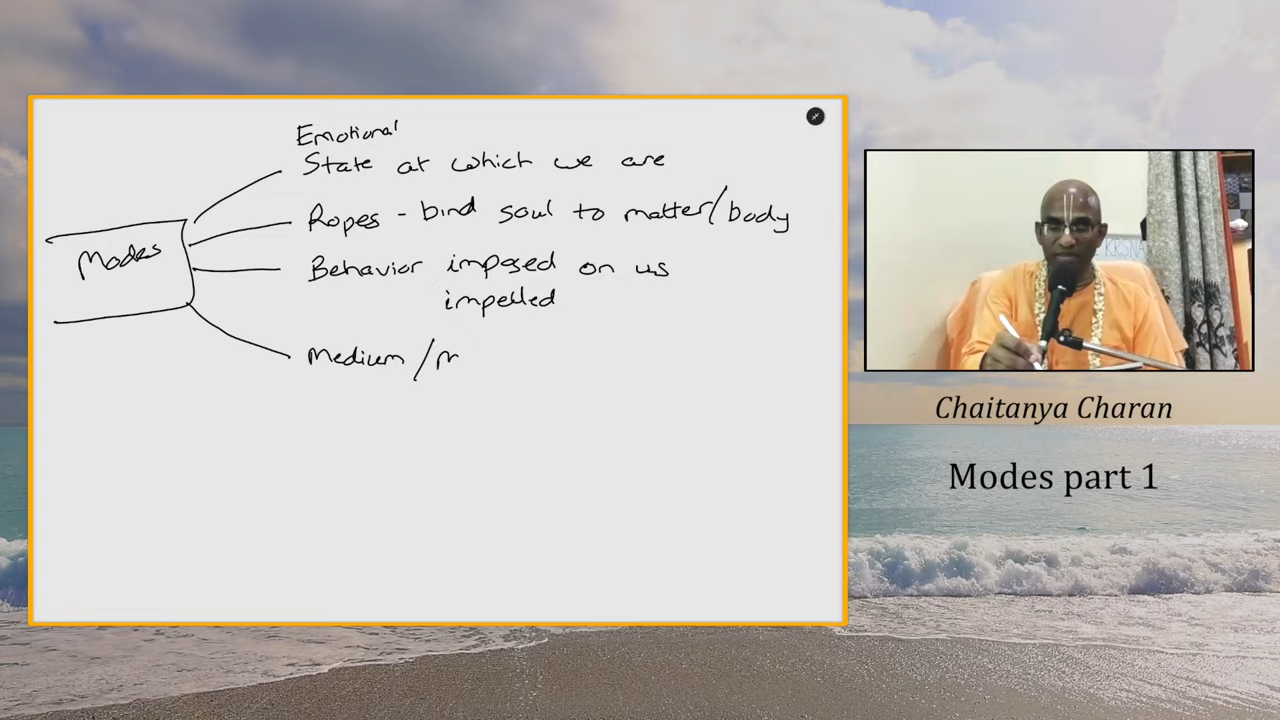 Emotional
State at which we are
Ropes - bind soul to matter/body
Modes
Behavior imposed on us
impelled
Medium /
KRSNA
Chaitanya Charan
Modes part 1